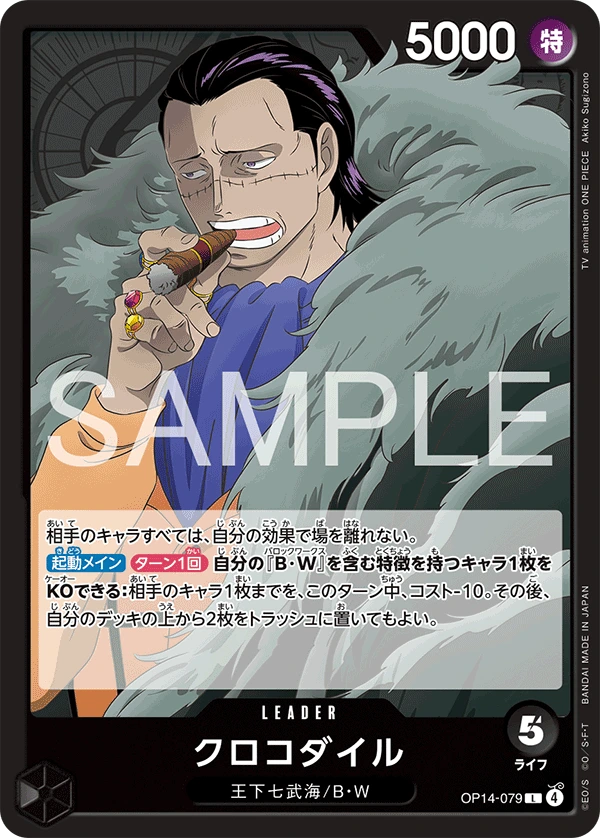 5000 特
TV animation ONE PIECE Akiko Sugizono
SAMPLE
相手のキャラすべては、自分の効果で場を離れない。
起動メイン ターン1回 自分の『B・W』を含む特徴を持つキャラ1枚を
KOできる:相手のキャラ1枚までを、このターン中、コスト-10。その後、
自分のデッキの上から2枚をトラッシュに置いてもよい。
©E/S ©O/S・F・T BANDAI MADE IN JAPAN
LEADER
クロコダイル
5
ライフ
王下七武海/B・W
OP14-079 L 4